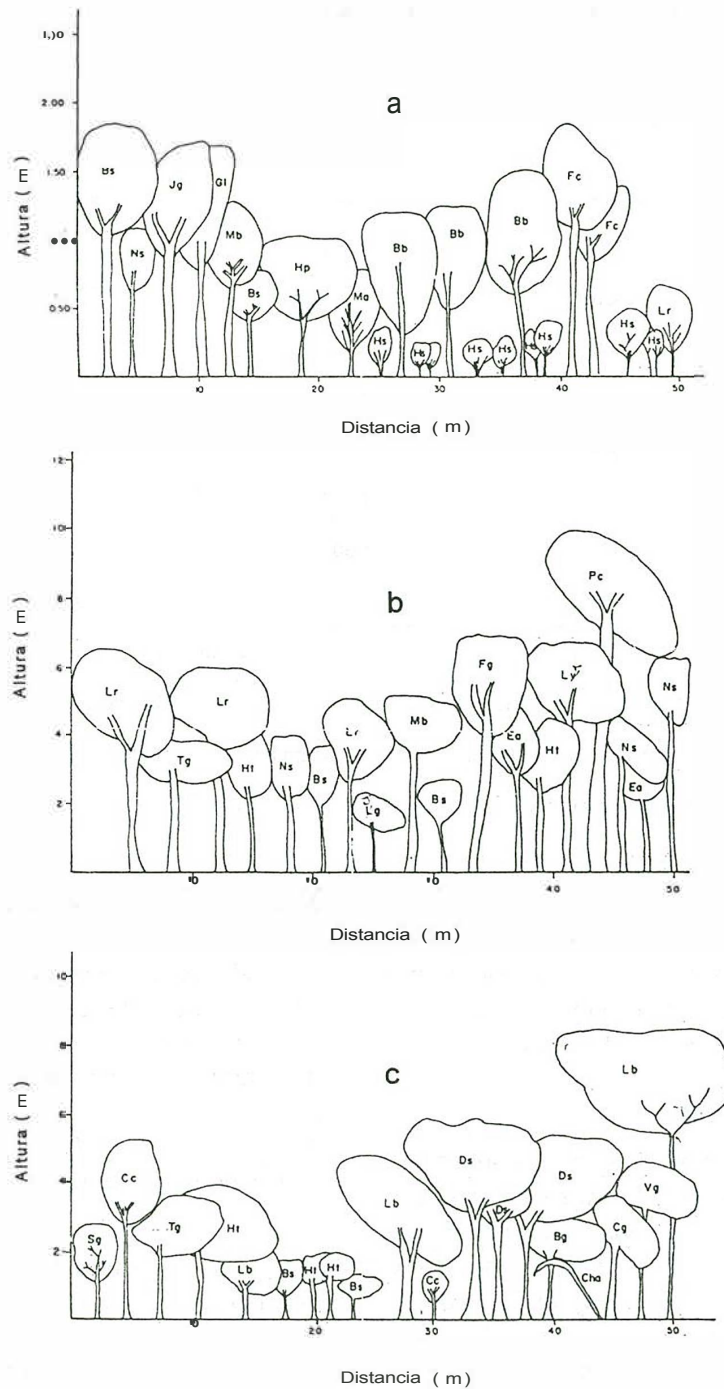 a
2.00
1.50
0.50
Altura ( E )
Bs
Jg
Gl
Ns
Mb
Bs
Hp
Ma
Hs
Bb
Hs
Bb
Hs
Hs
Bb
Hs
Fc
Fc
Hs
Hs
Lr
10 20 30 40 50
Distancia ( m )
b
12
10
8
6
4
2
Altura ( E )
Lr
Tg
Lr
Ht
Ns
Bs
Lr
Mb
Bs
Fg
Ea
Ht
Pc
Ns
Ea
Ns
40 50
Distancia ( m )
c
10
8
6
4
2
Altura ( E )
Sg
Cc
Tg
Ht
Lb
Bs
Ht
Ht
Bs
Lb
Cc
Ds
Ds
Ds
Bg
Cha
Cg
Vg
Lb
20 30 40 50
Distancia ( m )